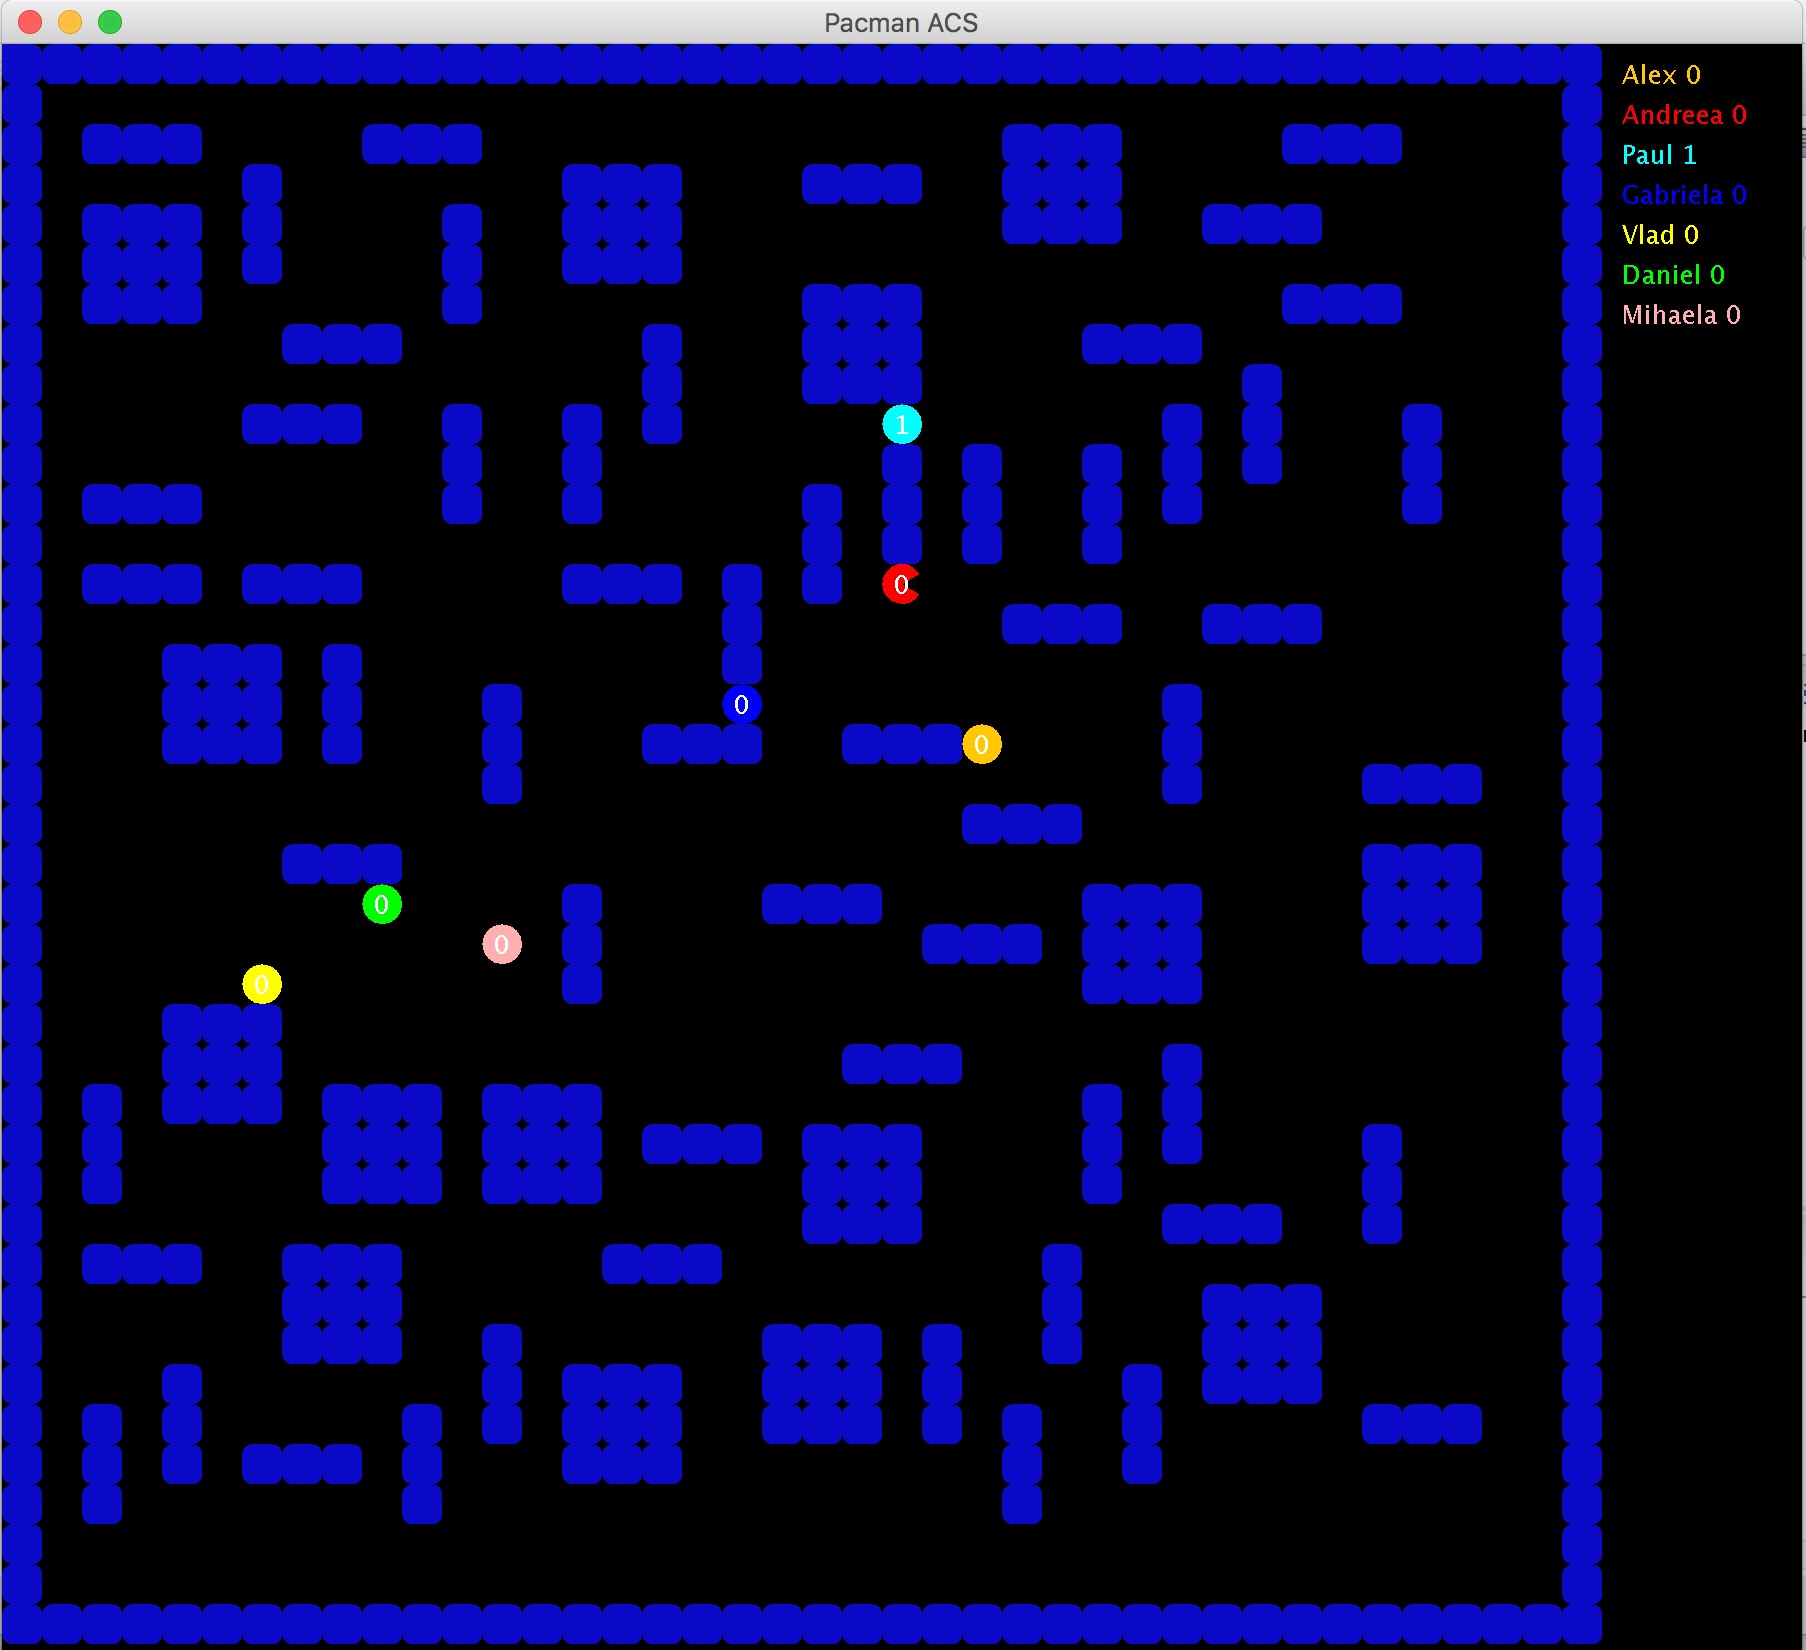 Pacman ACS
Alex 0
Andreea 0
Paul 1
Gabriela 0
Vlad 0
Daniel 0
Mihaela 0
1
0
0
0
0
0
0